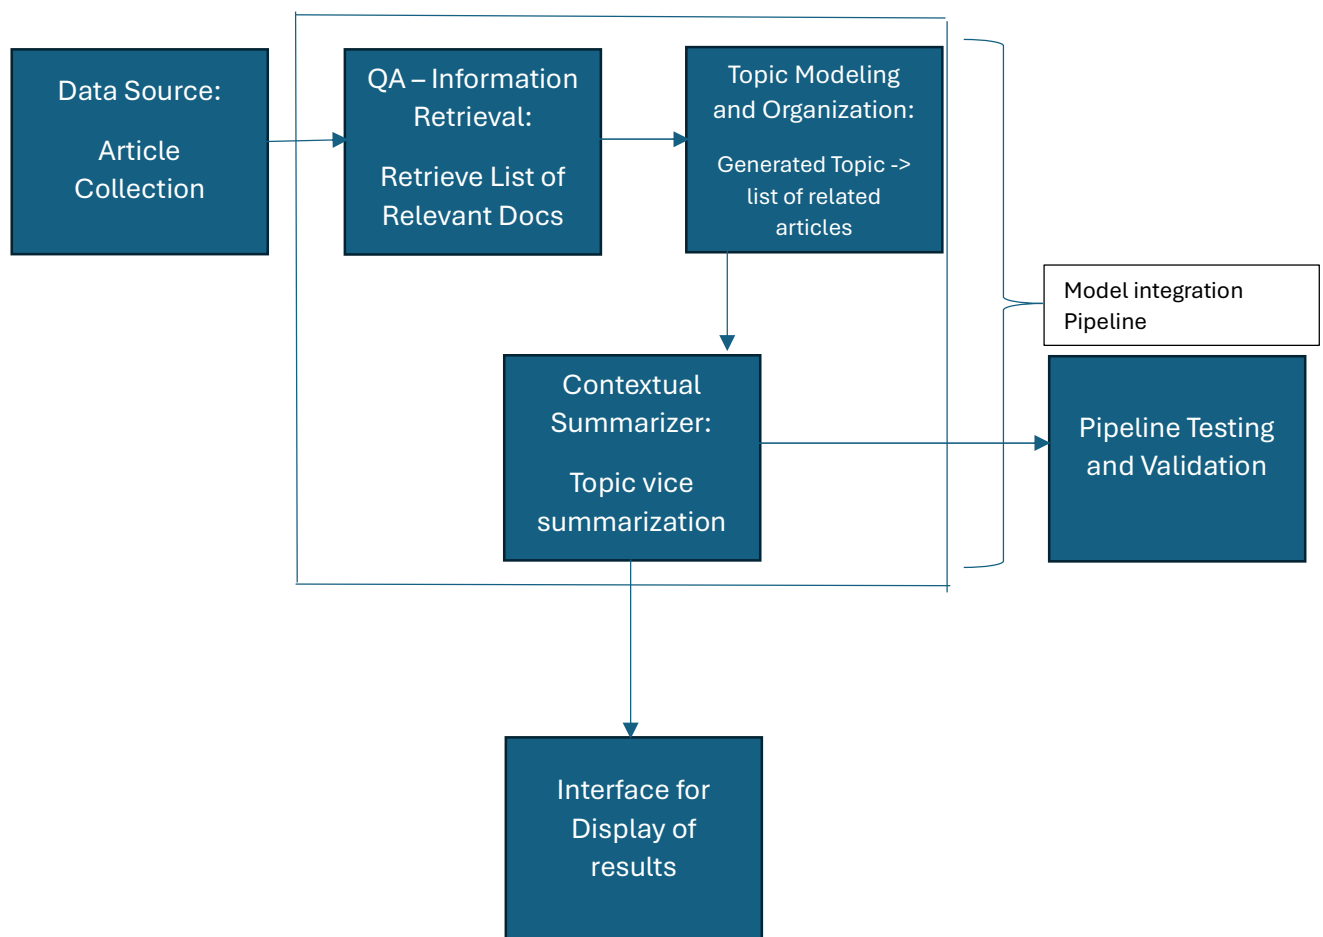 Data Source:
Article
Collection
QA – Information
Retrieval:
Retrieve List of
Relevant Docs
Topic Modeling
and Organization:
Generated Topic ->
list of related
articles
Model integration
Pipeline
Contextual
Summarizer:
Topic vice
summarization
Pipeline Testing
and Validation
Interface for
Display of
results